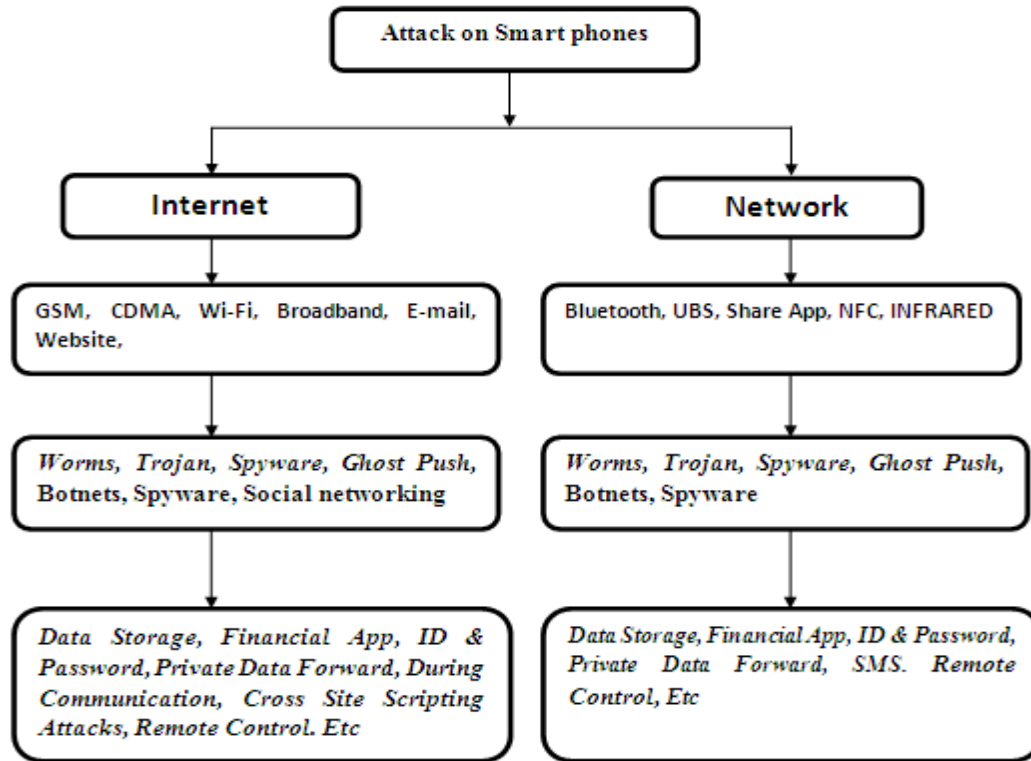 Attack on Smart phones
Internet
Network
GSM, CDMA, Wi-Fi, Broadband, E-mail,
Website,
Bluetooth, UBS, Share App, NFC, INFRARED
Worms, Trojan, Spyware, Ghost Push,
Botnets, Spyware, Social networking
Worms, Trojan, Spyware, Ghost Push,
Botnets, Spyware
Data Storage, Financial App, ID &
Password, Private Data Forward, During
Communication, Cross Site Scripting
Attacks, Remote Control. Etc
Data Storage, Financial App, ID & Password,
Private Data Forward, SMS. Remote
Control, Etc